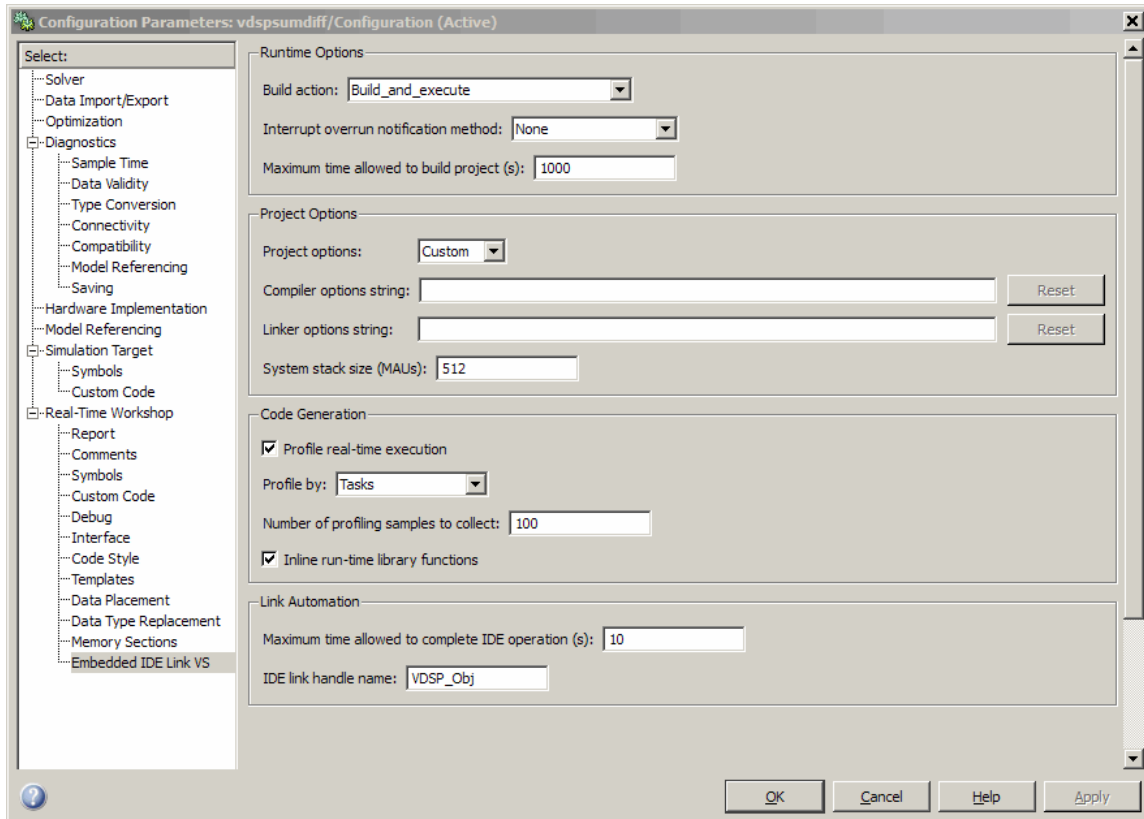 Configuration Parameters: vdspsumdiff/Configuration (Active)
Select:
Solver
Data Import/Export
Optimization
Diagnostics
Sample Time
Data Validity
Type Conversion
Connectivity
Compatibility
Model Referencing
Saving
Hardware Implementation
Model Referencing
Simulation Target
Symbols
Custom Code
Real-Time Workshop
Report
Comments
Symbols
Custom Code
Debug
Interface
Code Style
Templates
Data Placement
Data Type Replacement
Memory Sections
Embedded IDE Link VS
Runtime Options
Build action: Build_and_execute
Interrupt overrun notification method: None
Maximum time allowed to build project (s): 1000
Project Options
Project options: Custom
Compiler options string: Reset
Linker options string: Reset
System stack size (MAUs): 512
Code Generation
Profile real-time execution
Profile by: Tasks
Number of profiling samples to collect: 100
Inline run-time library functions
Link Automation
Maximum time allowed to complete IDE operation (s): 10
IDE link handle name: VDSP_Obj
OK Cancel Help Apply